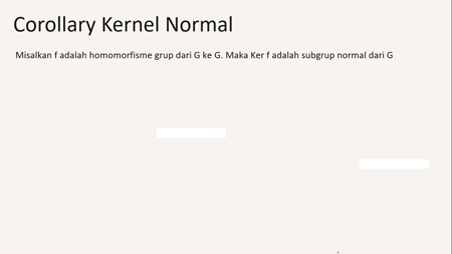 Corollary Kernel Normal
Misalkan f adalah homomorfisme grup dari G ke G. Maka Ker f adalah subgrup normal dari G